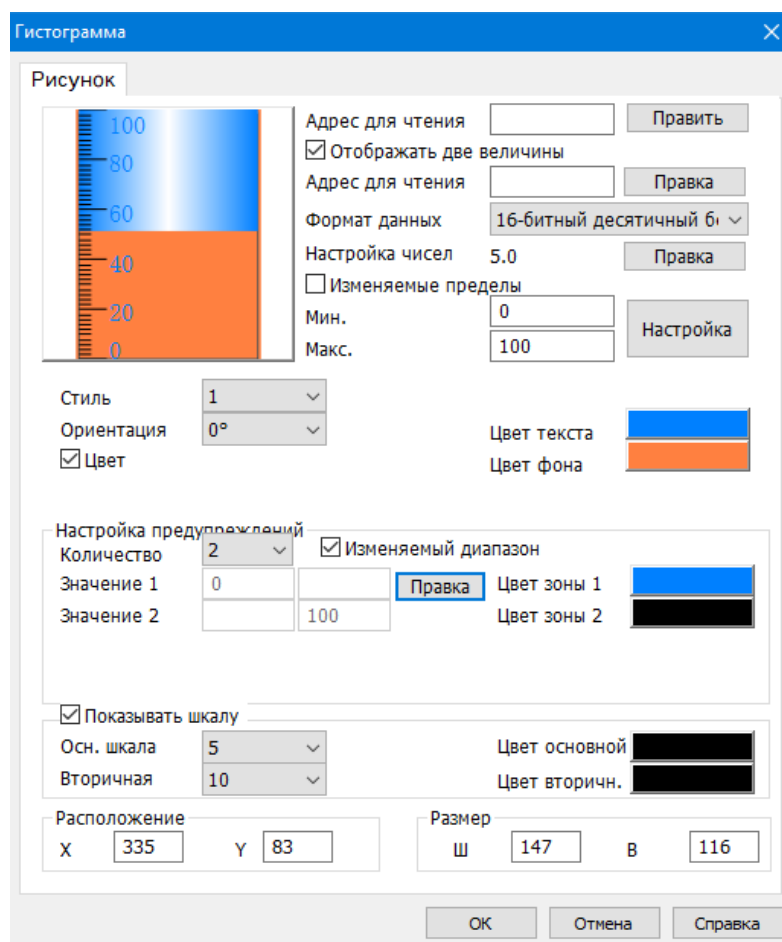 Гистограмма
Рисунок
100
80
60
40
20
0
Адрес для чтения Править
Отображать две величины
Адрес для чтения Правка
Формат данных 16-битный десятичный
Настройка чисел 5.0 Правка
Изменяемые пределы
Мин. 0
Макс. 100 Настройка
Стиль 1
Ориентация 0°
Цвет
Цвет текста
Цвет фона
Настройка предупреждений
Количество 2 Изменяемый диапазон
Значение 1 0 Правка Цвет зоны 1
Значение 2 100 Цвет зоны 2
Показывать шкалу
Осн. шкала 5 Цвет основной
Вторичная 10 Цвет вторичн.
Расположение Размер
X 335 Y 83 Ш 147 В 116
OK Отмена Справка